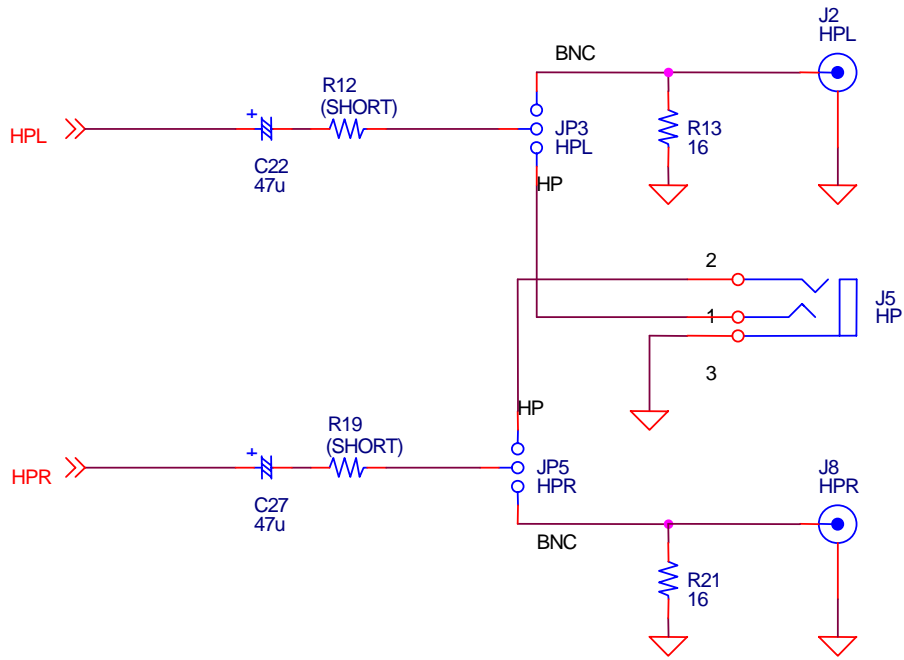 J2
HPL
BNC
R12
(SHORT)
+
HPL
JP3
HPL
R13
16
C22
47u
HP
2
1
J5
HP
3
HP
R19
(SHORT)
+
HPR
JP5
HPR
J8
HPR
C27
47u
BNC
R21
16